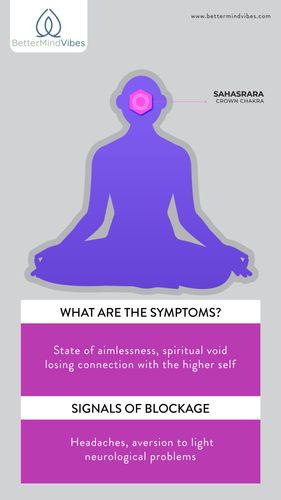 BetterMindVibes
www.bettermindvibes.com
SAHASRARA
CROWN CHAKRA
WHAT ARE THE SYMPTOMS?
State of aimlessness, spiritual void
losing connection with the higher self
SIGNALS OF BLOCKAGE
Headaches, aversion to light
neurological problems